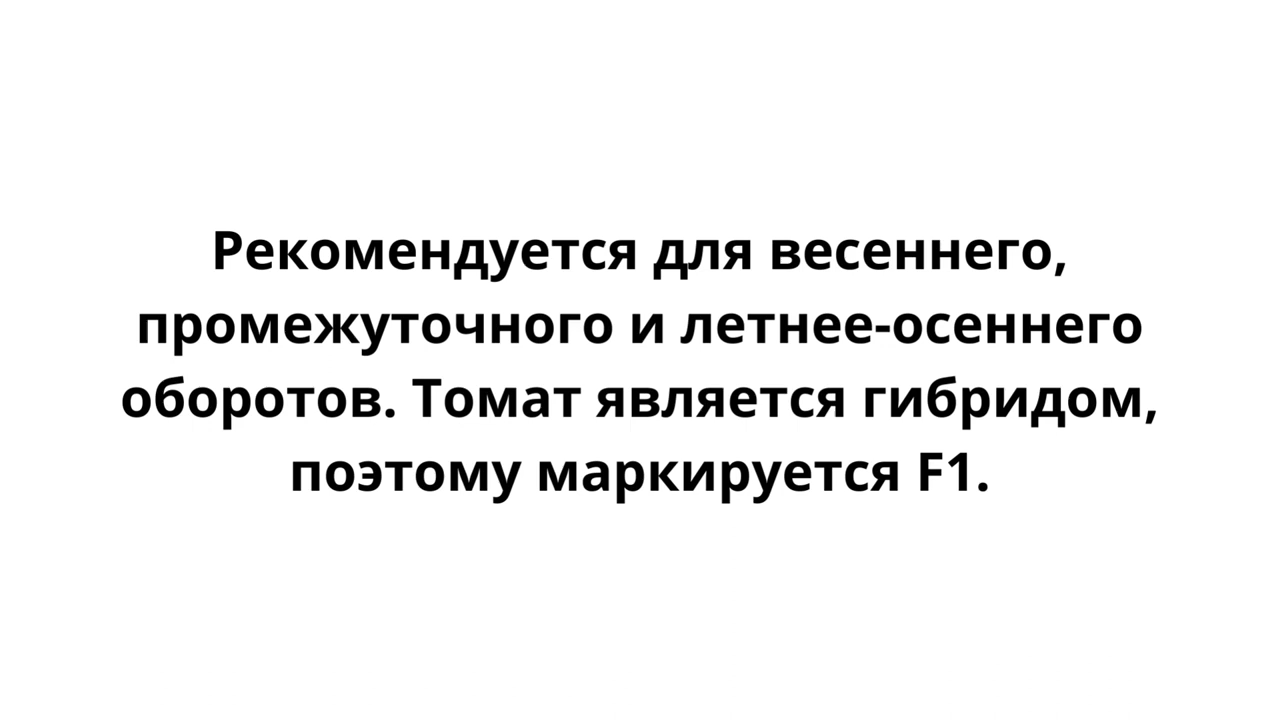 Рекомендуется для весеннего,
промежуточного и летнее-осеннего
оборотов. Томат является гибридом,
поэтому маркируется F1.